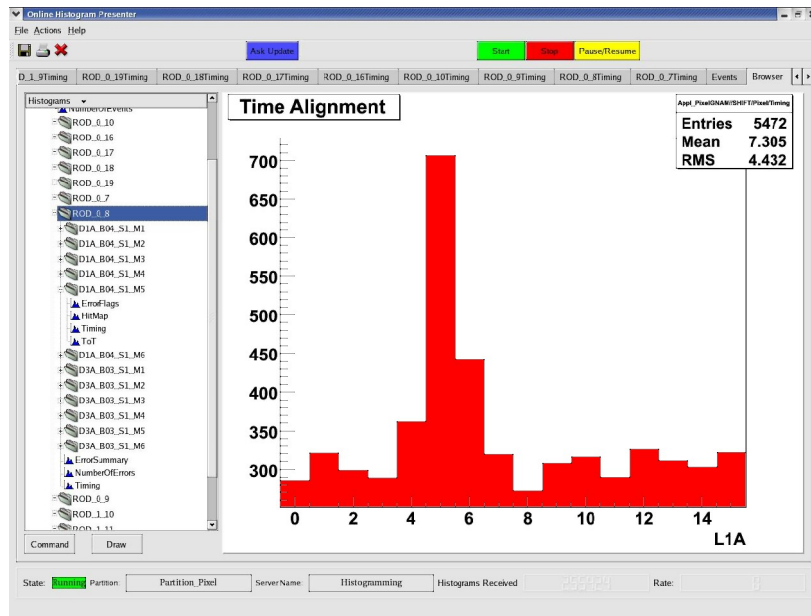 Online Histogram Presenter
File Actions Help
Ask Update Start Stop Pause/Resume
D_1_9Timing ROD_0_19Timing ROD_0_18Timing ROD_0_17Timing ROD_0_16Timing ROD_0_10Timing ROD_0_9Timing ROD_0_8Timing ROD_0_7Timing Events Browser
Histograms
NumberOfEvents
ROD_0_10
ROD_0_16
ROD_0_17
ROD_0_18
ROD_0_19
ROD_0_7
ROD_0_8
D1A_B04_S1_M1
D1A_B04_S1_M2
D1A_B04_S1_M3
D1A_B04_S1_M4
D1A_B04_S1_M5
ErrorFlags
HitMap
Timing
ToT
D1A_B04_S1_M6
D3A_B03_S1_M1
D3A_B03_S1_M2
D3A_B03_S1_M3
D3A_B03_S1_M4
D3A_B03_S1_M5
D3A_B03_S1_M6
ErrorSummary
NumberOfErrors
Timing
ROD_0_9
ROD_1_10
ROD_1_11
Command Draw
Time Alignment
Appl_PixelGNAM//SHIFT/Pixel/Timing
Entries 5472
Mean 7.305
RMS 4.432
700
650
600
550
500
450
400
350
300
0 2 4 6 8 10 12 14
L1A
State: Running Partition: Partition_Pixel Server Name: Histogramming Histograms Received Rate: